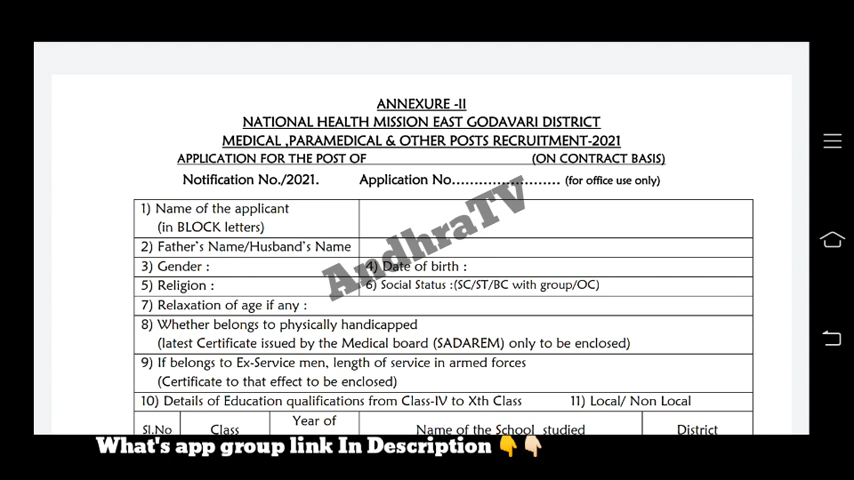 ANNEXURE -II
NATIONAL HEALTH MISSION EAST GODAVARI DISTRICT
MEDICAL ,PARAMEDICAL & OTHER POSTS RECRUITMENT-2021
APPLICATION FOR THE POST OF (ON CONTRACT BASIS)
Notification No./2021. Application No........................ (for office use only)
1) Name of the applicant
(in BLOCK letters)
2) Father's Name/Husband's Name
3) Gender : 4) Date of birth :
5) Religion : 6) Social Status :(SC/ST/BC with group/OC)
7) Relaxation of age if any :
8) Whether belongs to physically handicapped
(latest Certificate issued by the Medical board (SADAREM) only to be enclosed)
9) If belongs to Ex-Service men, length of service in armed forces
(Certificate to that effect to be enclosed)
10) Details of Education qualifications from Class-IV to Xth Class 11) Local/ Non Local
Sl.No Class Year of Name of the School studied District
AndhraTV
What's app group link In Description 👇👇🏻